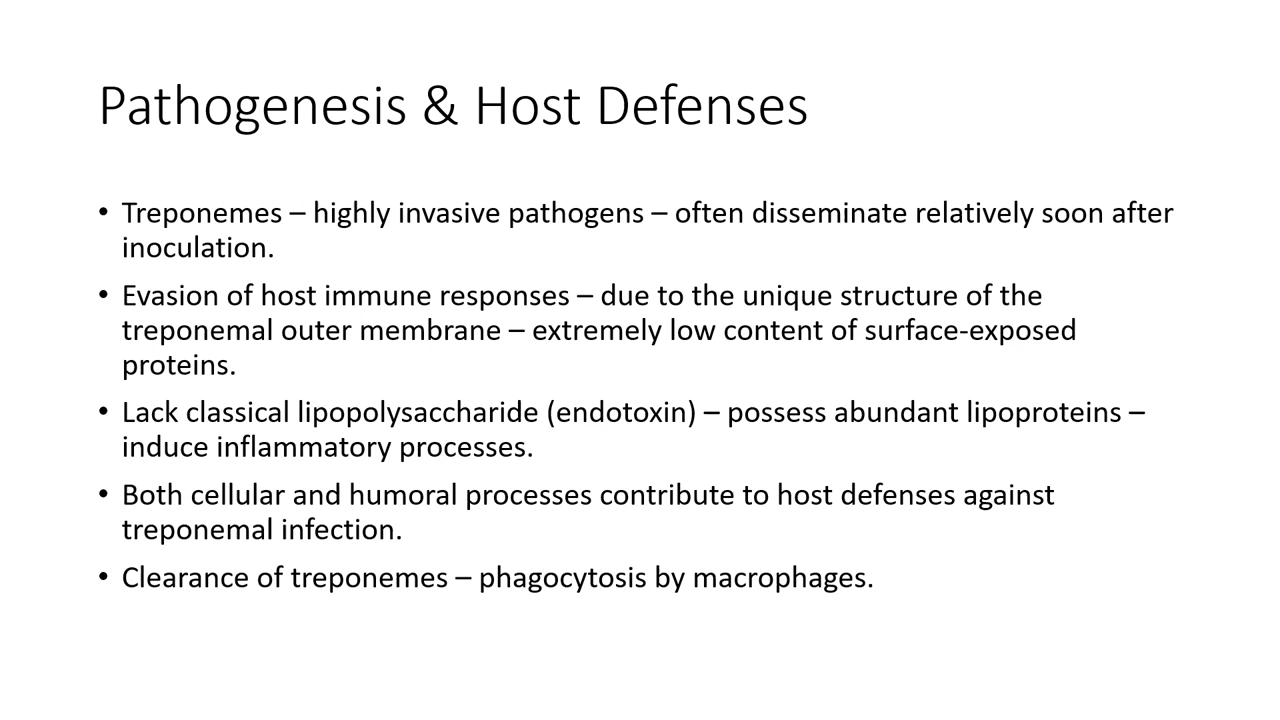 Pathogenesis & Host Defenses
• Treponemes – highly invasive pathogens – often disseminate relatively soon after
inoculation.
• Evasion of host immune responses – due to the unique structure of the
treponemal outer membrane – extremely low content of surface-exposed
proteins.
• Lack classical lipopolysaccharide (endotoxin) – possess abundant lipoproteins –
induce inflammatory processes.
• Both cellular and humoral processes contribute to host defenses against
treponemal infection.
• Clearance of treponemes – phagocytosis by macrophages.